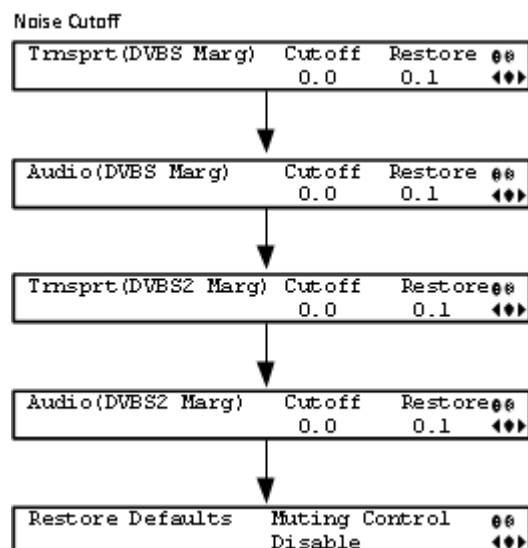 Noise Cutoff
Trnsprt(DVBS Marg) Cutoff Restore
0.0 0.1
Audio(DVBS Marg) Cutoff Restore
0.0 0.1
Trnsprt(DVBS2 Marg) Cutoff Restore
0.0 0.1
Audio(DVBS2 Marg) Cutoff Restore
0.0 0.1
Restore Defaults Muting Control
Disable